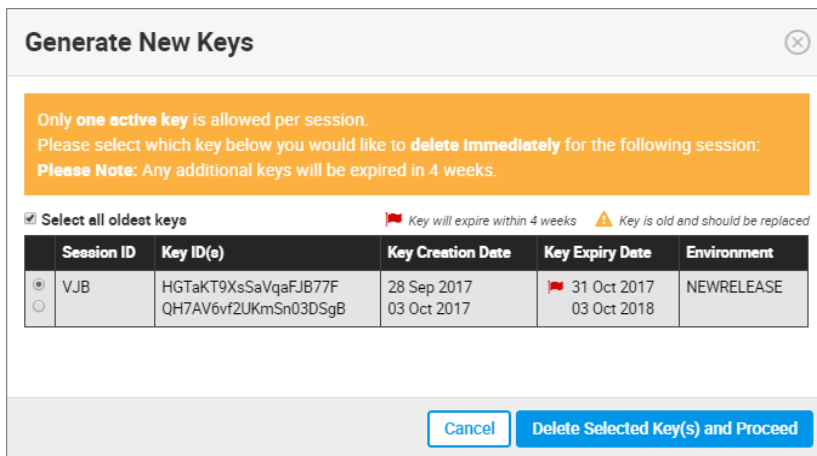 Generate New Keys
Only one active key is allowed per session.
Please select which key below you would like to delete immediately for the following session:
Please Note: Any additional keys will be expired in 4 weeks.
Select all oldest keys Key will expire within 4 weeks Key is old and should be replaced
Session ID Key ID(s) Key Creation Date Key Expiry Date Environment
VJB HGTaKT9XsSaVqaFJB77F 28 Sep 2017 31 Oct 2017 NEWRELEASE
QH7AV6vf2UKmSn03DSgB 03 Oct 2017 03 Oct 2018
Cancel Delete Selected Key(s) and Proceed